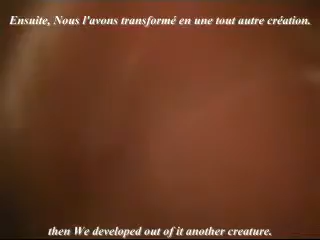 Ensuite, Nous l'avons transformé en une tout autre création.
then We developed out of it another creature.